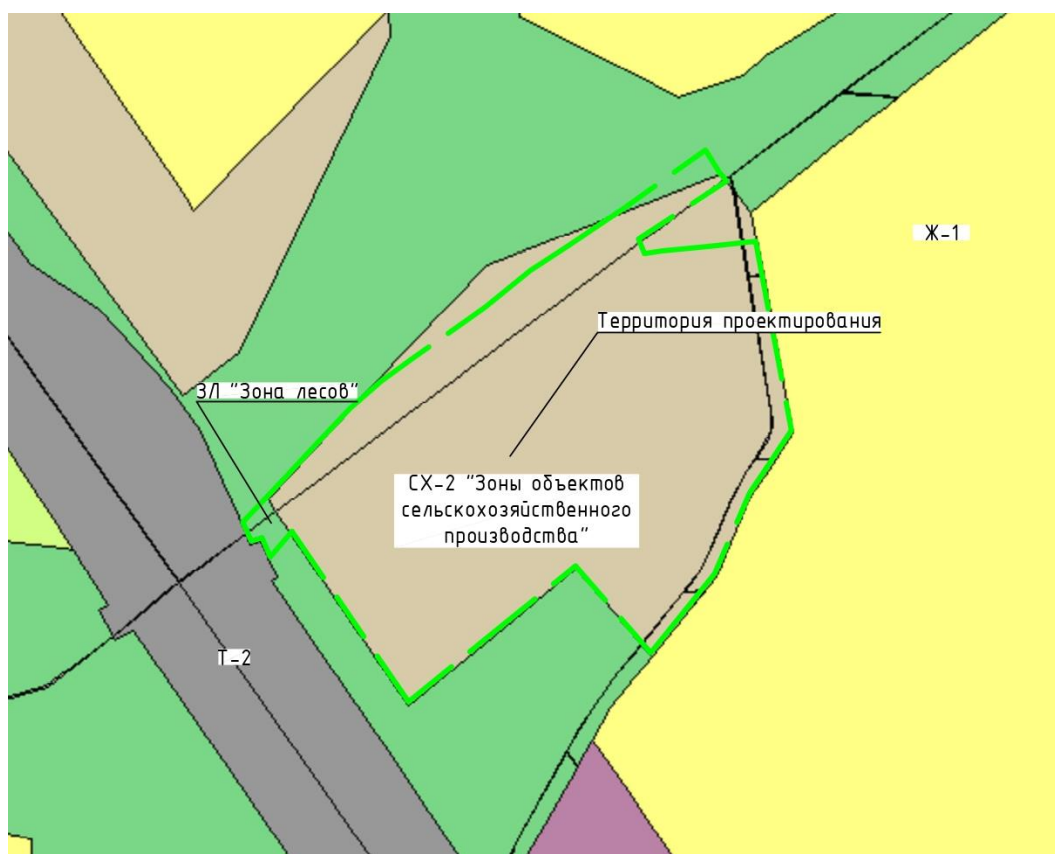 Ж-1
Территория проектирования
ЗЛ "Зона лесов"
СХ-2 "Зоны объектов
сельскохозяйственного
производства"
Т-2